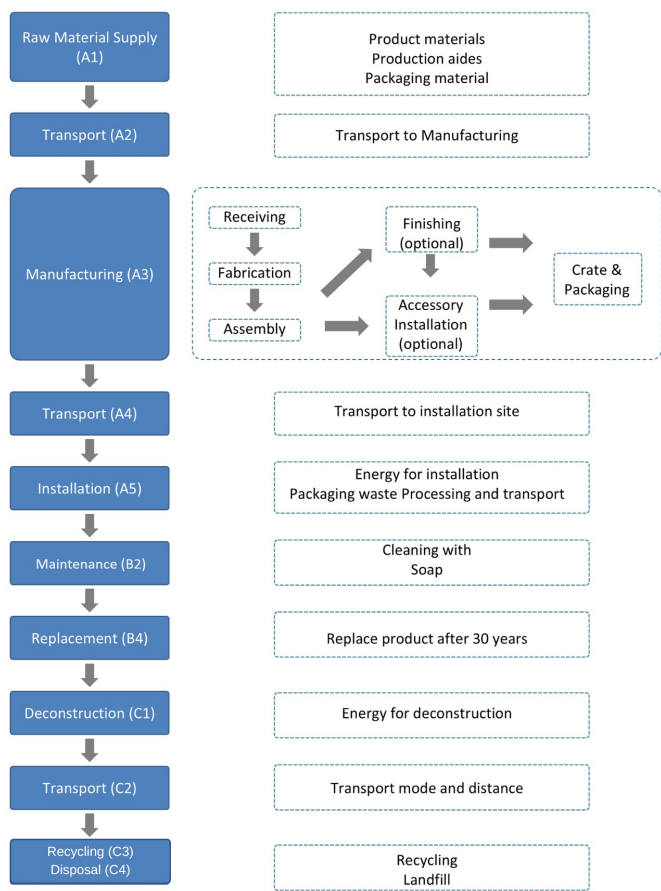 Raw Material Supply
(A1)
Product materials
Production aides
Packaging material
Transport (A2)
Transport to Manufacturing
Manufacturing (A3)
Receiving
Fabrication
Assembly
Finishing
(optional)
Accessory
Installation
(optional)
Crate &
Packaging
Transport (A4)
Transport to installation site
Installation (A5)
Energy for installation
Packaging waste Processing and transport
Maintenance (B2)
Cleaning with
Soap
Replacement (B4)
Replace product after 30 years
Deconstruction (C1)
Energy for deconstruction
Transport (C2)
Transport mode and distance
Recycling (C3)
Disposal (C4)
Recycling
Landfill